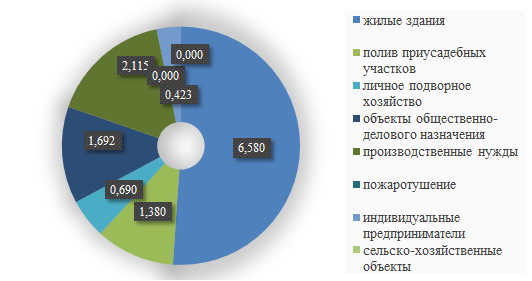 0,000
2,115
0,000
0,423
1,692
6,580
0,690
1,380
жилые здания
полив приусадебных
участков
личное подворное
хозяйство
объекты общественно-
делового назначения
производственные нужды
пожаротушение
индивидуальные
предприниматели
сельско-хозяйственные
объекты